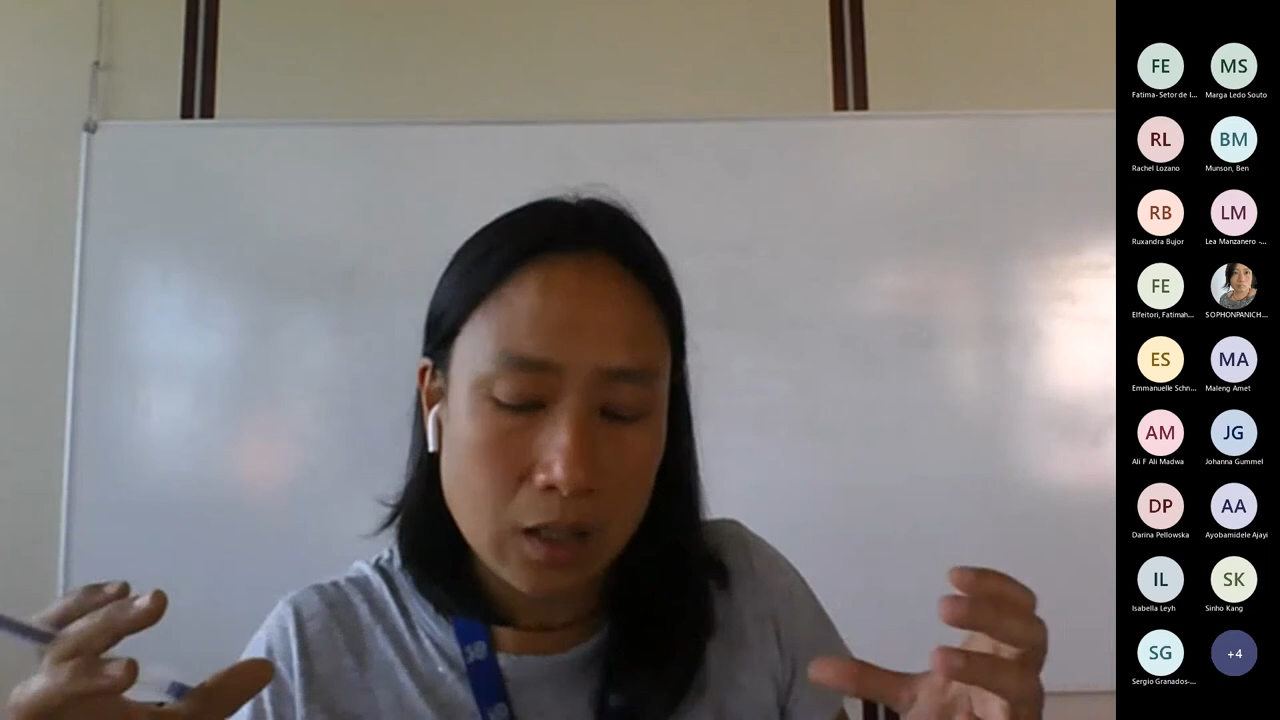 FE MS
Fatima- Setor de I... Marga Ledo Souto
RL BM
Rachel Lozano Munson, Ben
RB LM
Ruxandra Bujor Lea Manzanero -...
FE
Elfeitori, Fatimah... SOPHONPANICH...
ES MA
Emmanuelle Schn... Maleng Amet
AM JG
Ali F Ali Madwa Johanna Gummel
DP AA
Darina Pellowska Ayobamidele Ajayi
IL SK
Isabella Leyh Sinho Kang
SG +4
Sergio Granados-...